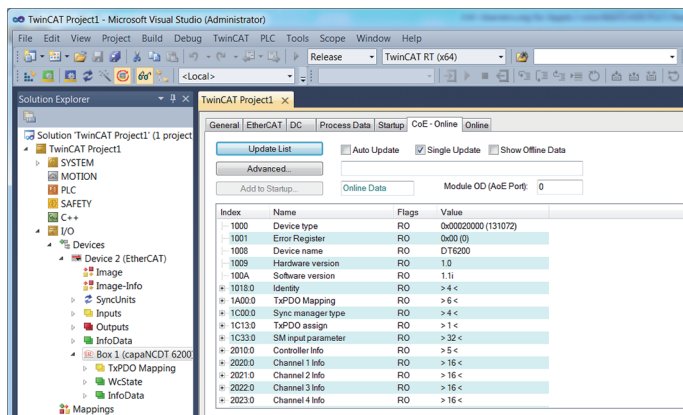 TwinCAT Project1 - Microsoft Visual Studio (Administrator)
File Edit View Project Build Debug TwinCAT PLC Tools Scope Window Help
Release TwinCAT RT (x64)
<Local>
Solution Explorer
TwinCAT Project1
General EtherCAT DC Process Data Startup CoE - Online Online
Solution 'TwinCAT Project1' (1 project
TwinCAT Project1
SYSTEM
MOTION
PLC
SAFETY
C++
I/O
Devices
Device 2 (EtherCAT)
Image
Image-Info
SyncUnits
Inputs
Outputs
InfoData
Box 1 (capaNCDT 6200)
TxPDO Mapping
WcState
InfoData
Mappings
Update List Auto Update Single Update Show Offline Data
Advanced...
Add to Startup... Online Data Module OD (AoE Port): 0
Index Name Flags Value
1000 Device type RO 0x00020000 (131072)
1001 Error Register RO 0x00 (0)
1008 Device name RO DT6200
1009 Hardware version RO 1.0
100A Software version RO 1.1i
1018:0 Identity RO > 4 <
1A00:0 TxPDO Mapping RO > 6 <
1C00:0 Sync manager type RO > 4 <
1C13:0 TxPDO assign RO > 1 <
1C33:0 SM input parameter RO > 32 <
2010:0 Controller Info RO > 5 <
2020:0 Channel 1 Info RO > 16 <
2021:0 Channel 2 Info RO > 16 <
2022:0 Channel 3 Info RO > 16 <
2023:0 Channel 4 Info RO > 16 <